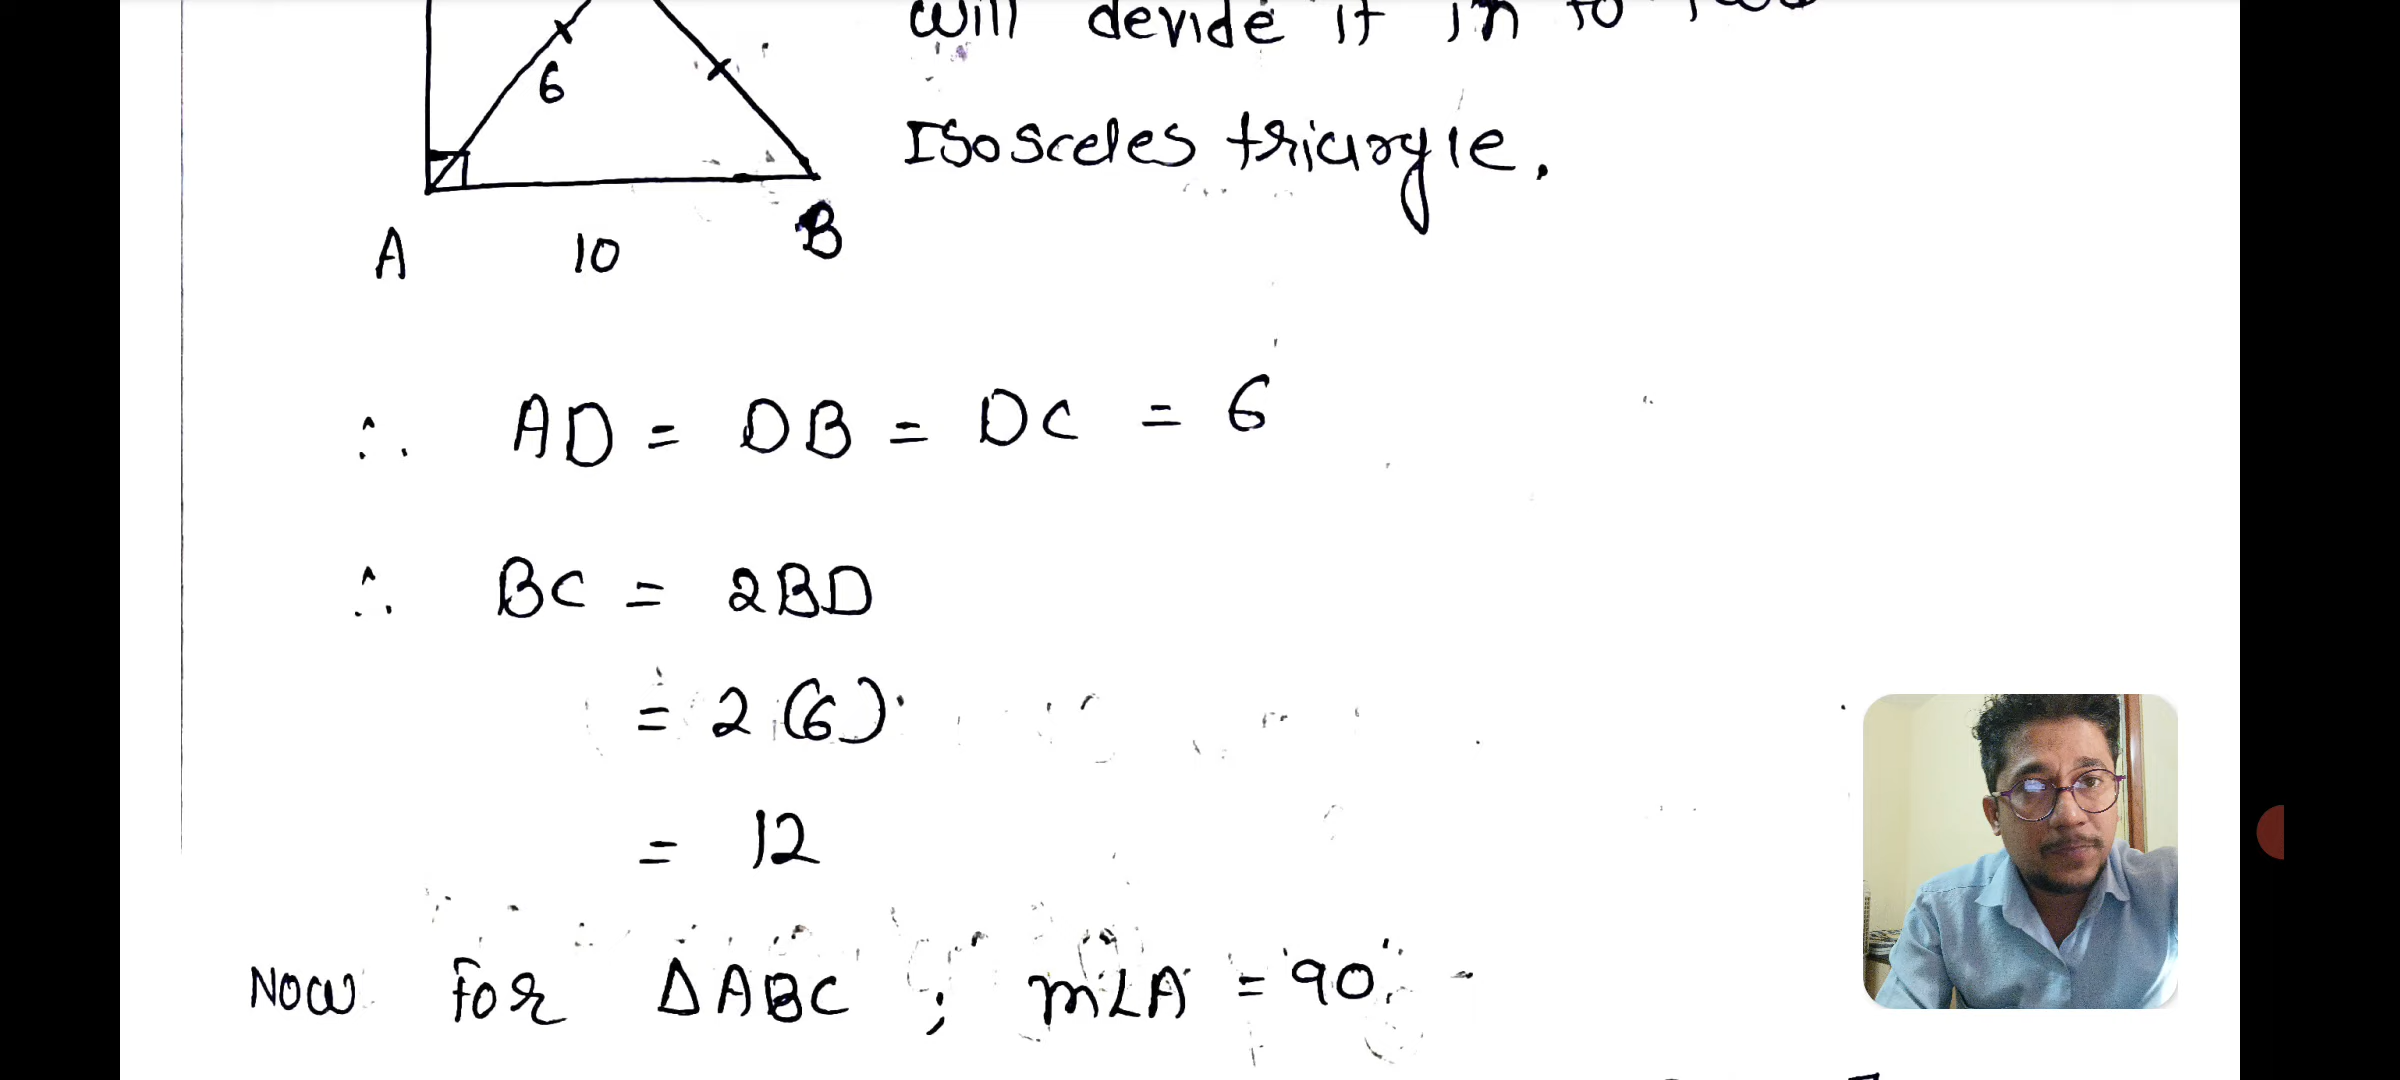 6
will devide it in to
Isosceles triangle.
A 10 B
∴ AD = DB = DC = 6
∴ BC = 2BD
= 2(6)
= 12
Now for ΔABC ; m∠A = 90